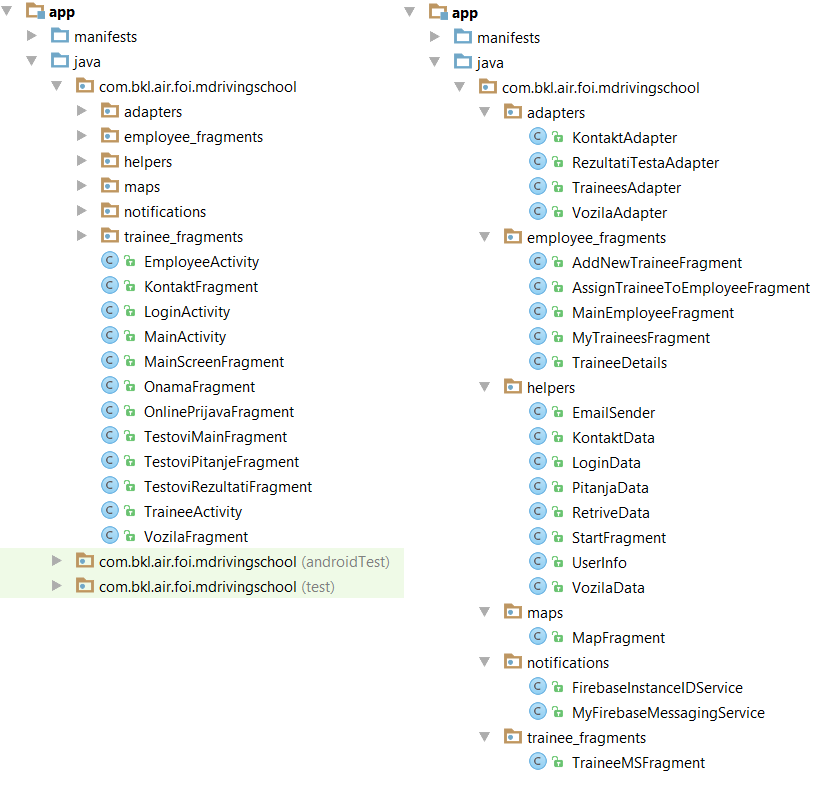 app
manifests
java
com.bkl.air.foi.mdrivingschool
adapters
employee_fragments
helpers
maps
notifications
trainee_fragments
EmployeeActivity
KontaktFragment
LoginActivity
MainActivity
MainScreenFragment
OnamaFragment
OnlinePrijavaFragment
TestoviMainFragment
TestoviPitanjeFragment
TestoviRezultatiFragment
TraineeActivity
VozilaFragment
com.bkl.air.foi.mdrivingschool (androidTest)
com.bkl.air.foi.mdrivingschool (test)
app
manifests
java
com.bkl.air.foi.mdrivingschool
adapters
KontaktAdapter
RezultatiTestaAdapter
TraineesAdapter
VozilaAdapter
employee_fragments
AddNewTraineeFragment
AssignTraineeToEmployeeFragment
MainEmployeeFragment
MyTraineesFragment
TraineeDetails
helpers
EmailSender
KontaktData
LoginData
PitanjaData
RetriveData
StartFragment
UserInfo
VozilaData
maps
MapFragment
notifications
FirebaseInstanceIDService
MyFirebaseMessagingService
trainee_fragments
TraineeMSFragment